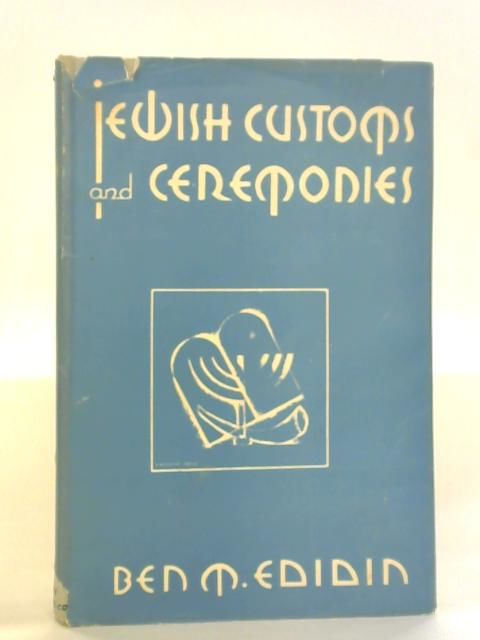 Jewish Customs
and Ceremonies
Ben M. Edidin